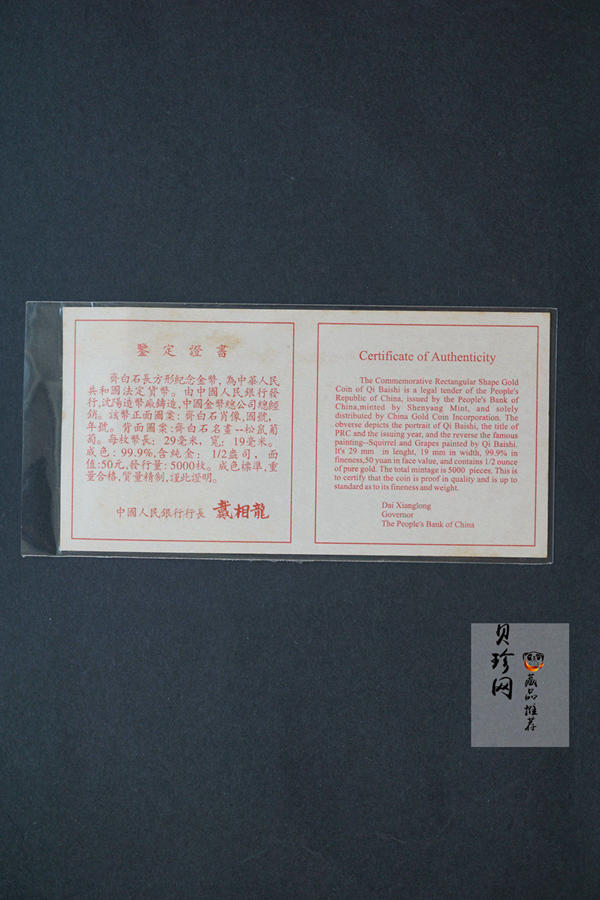 鑒定證書
齊白石長方形紀念金幣，為中華人民
共和國法定貨幣。由中國人民銀行發
行，沈陽造幣廠鑄造，中國金幣總公司總經
銷。該幣正面圖案：齊白石肖像，國號，
年號。背面圖案：齊白石名畫--松鼠葡
萄。每枚幣長：29毫米，寬：19毫米。
成色：99.9%，含純金：1/2盎司，面
值：50元，發行量：5000枚。成色標準，重
量合格，質量精制，謹此證明。
中國人民銀行行長 戴相龍
Certificate of Authenticity
The Commemorative Rectangular Shape Gold
Coin of Qi Baishi is a legal tender of the People's
Republic of China, issued by the People's Bank of
China,mintted by Shenyang Mint, and solely
distributed by China Gold Coin Incorporation. The
obverse depicts the portrait of Qi Baishi, the title of
PRC and the issuing year, and the reverse the famous
painting--Squirrel and Grapes painted by Qi Baishi.
It's 29 mm in lenght, 19 mm in width, 99.9% in
fineness,50 yuan in face value, and contains 1/2 ounce
of pure gold. The total mintage is 5000 pieces. This is
to certify that the coin is proof in quality and is up to
standard as to its fineness and weight.
Dai Xianglong
Governor
The People's Bank of China
贝珍网
藏品推荐